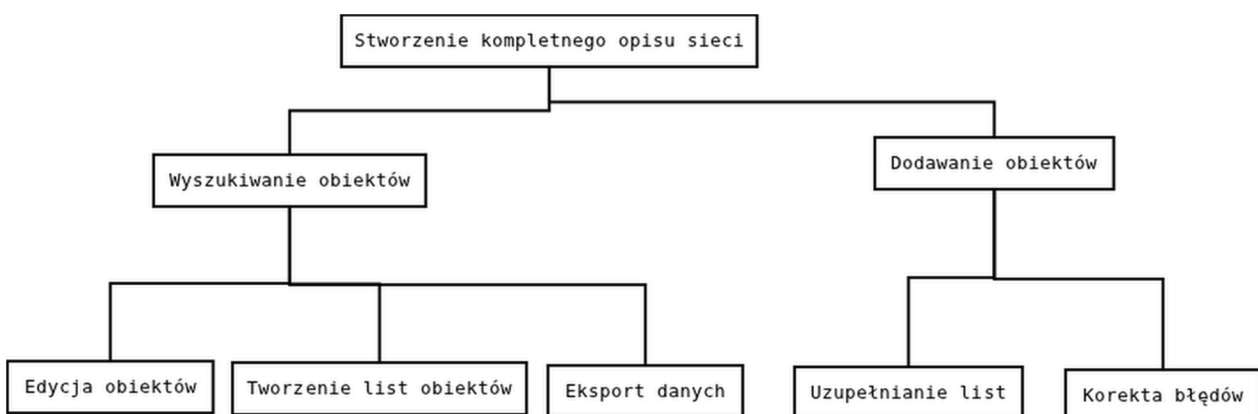 Stworzenie kompletnego opisu sieci
Wyszukiwanie obiektów
Dodawanie obiektów
Edycja obiektów
Tworzenie list obiektów
Eksport danych
Uzupełnianie list
Korekta błędów